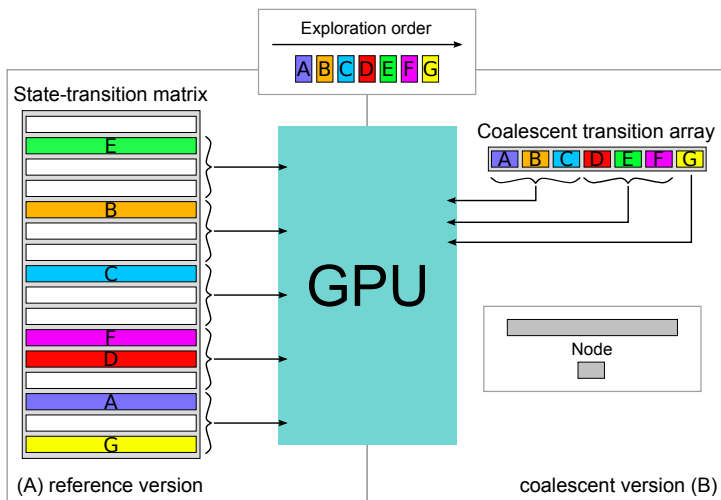 Exploration order
A B C D E F G
State-transition matrix
E
B
C
F
D
A
G
GPU
Coalescent transition array
A B C D E F G
Node
(A) reference version
coalescent version (B)